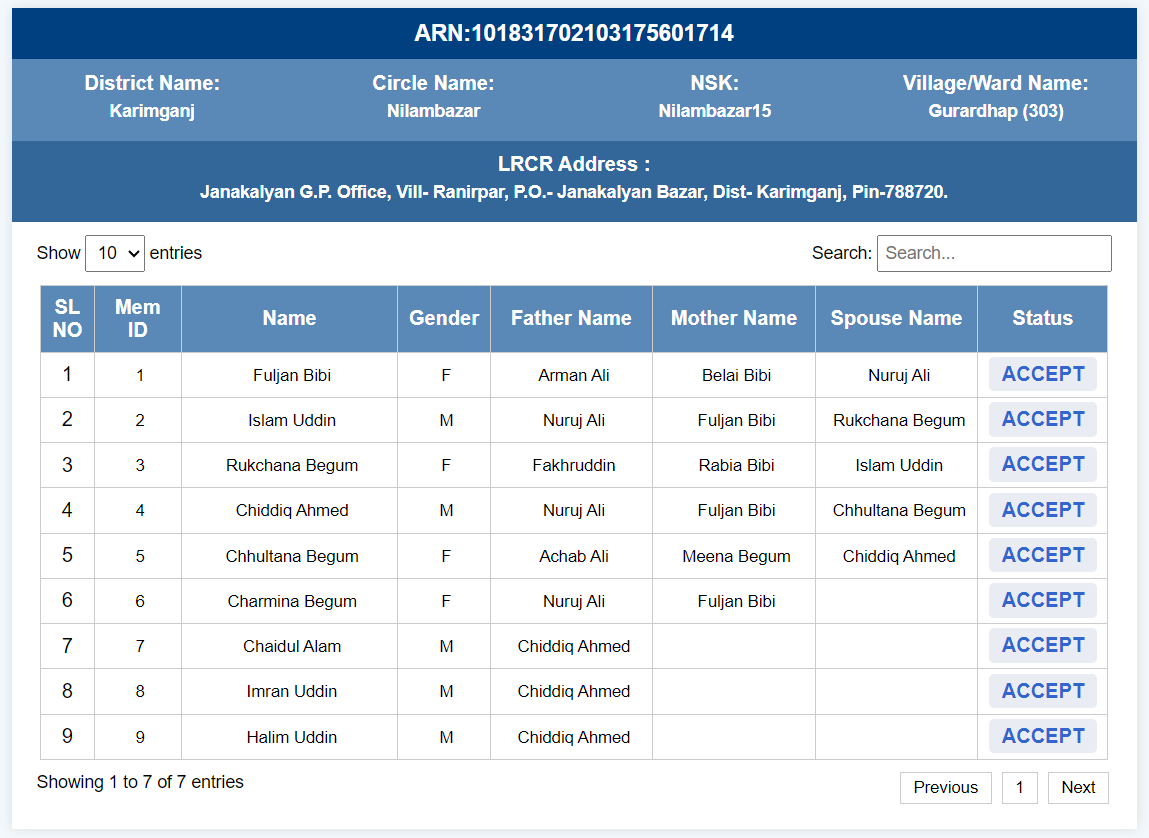 ARN:101831702103175601714
District Name: Circle Name: NSK: Village/Ward Name:
Karimganj Nilambazar Nilambazar15 Gurardhap (303)
LRCR Address :
Janakalyan G.P. Office, Vill- Ranirpar, P.O.- Janakalyan Bazar, Dist- Karimganj, Pin-788720.
Show 10 entries Search: Search...
SL NO Mem ID Name Gender Father Name Mother Name Spouse Name Status
1 1 Fuljan Bibi F Arman Ali Belai Bibi Nuruj Ali ACCEPT
2 2 Islam Uddin M Nuruj Ali Fuljan Bibi Rukchana Begum ACCEPT
3 3 Rukchana Begum F Fakhruddin Rabia Bibi Islam Uddin ACCEPT
4 4 Chiddiq Ahmed M Nuruj Ali Fuljan Bibi Chhultana Begum ACCEPT
5 5 Chhultana Begum F Achab Ali Meena Begum Chiddiq Ahmed ACCEPT
6 6 Charmina Begum F Nuruj Ali Fuljan Bibi ACCEPT
7 7 Chaidul Alam M Chiddiq Ahmed ACCEPT
8 8 Imran Uddin M Chiddiq Ahmed ACCEPT
9 9 Halim Uddin M Chiddiq Ahmed ACCEPT
Showing 1 to 7 of 7 entries Previous 1 Next